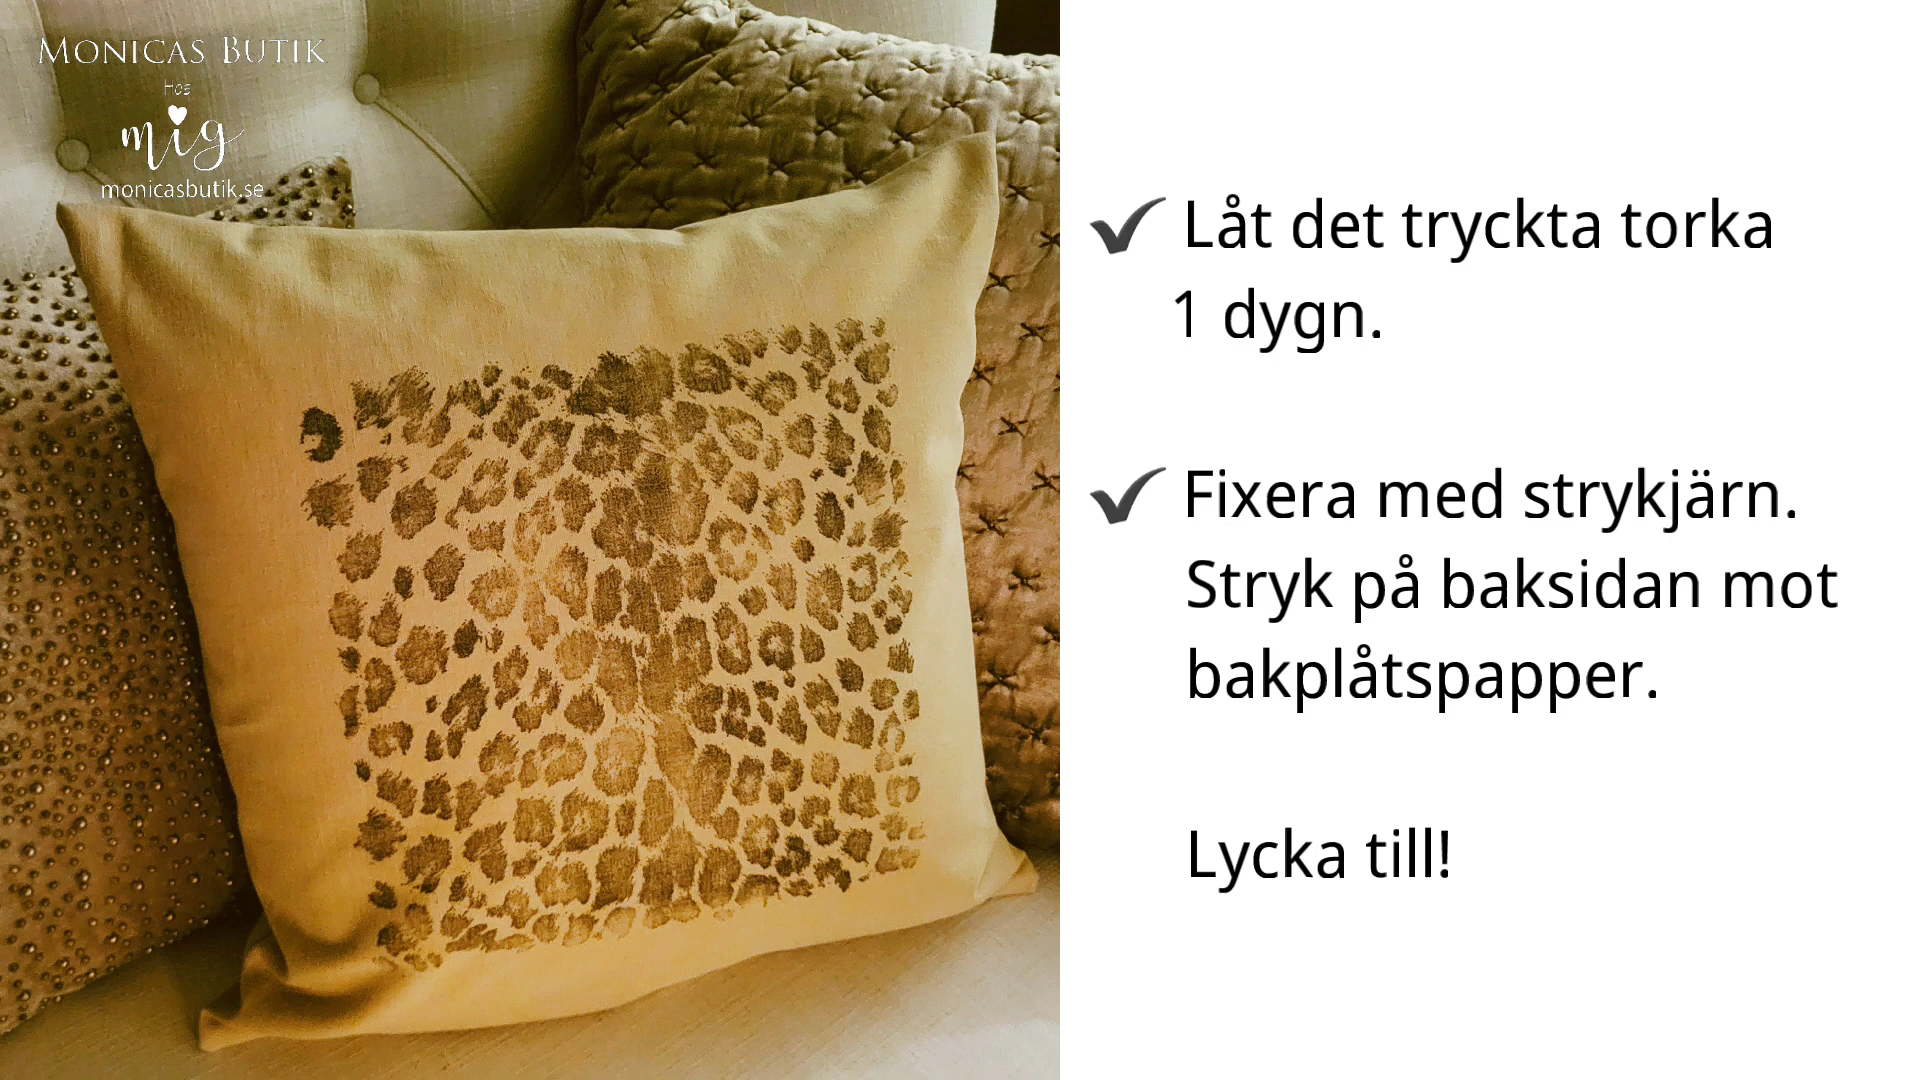 MONICAS BUTIK
Hos
mig
monicasbutik.se
✔ Låt det tryckta torka
1 dygn.
✔ Fixera med strykjärn.
Stryk på baksidan mot
bakplåtspapper.
Lycka till!